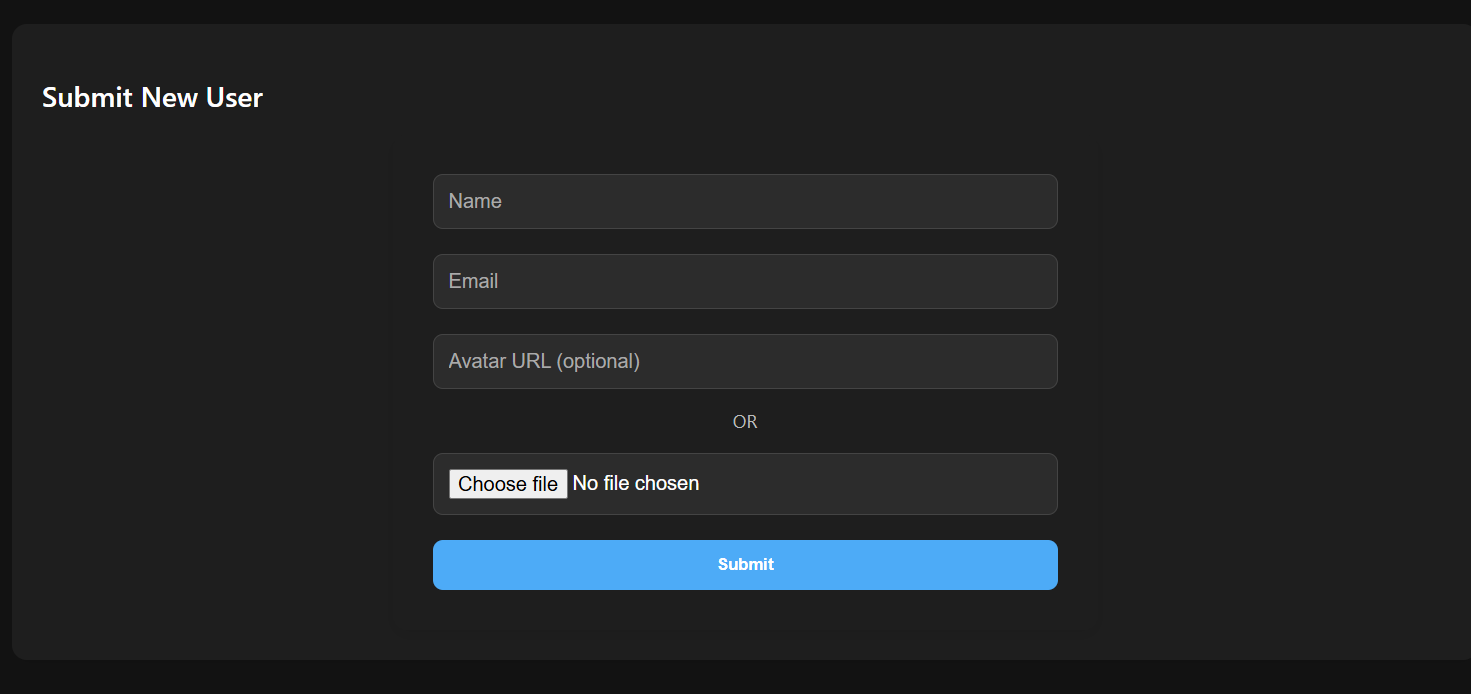 Submit New User
Name
Email
Avatar URL (optional)
OR
Choose file No file chosen
Submit